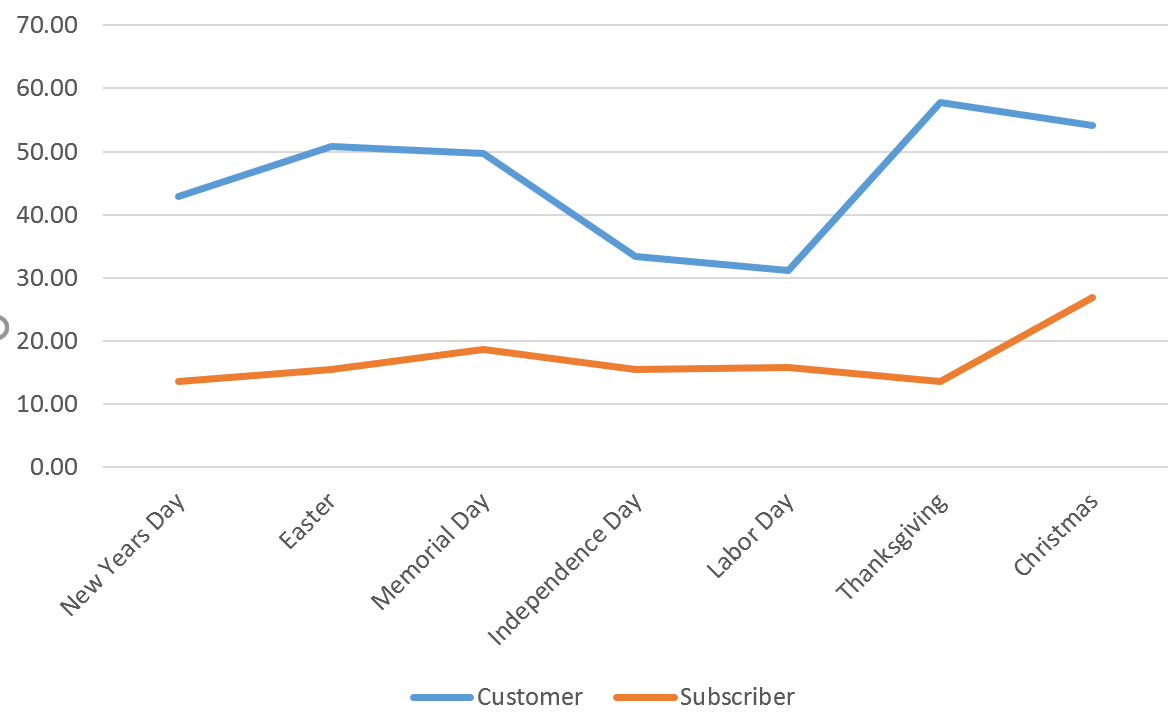 70.00
60.00
50.00
40.00
30.00
20.00
10.00
0.00
New Years Day
Easter
Memorial Day
Independence Day
Labor Day
Thanksgiving
Christmas
Customer
Subscriber